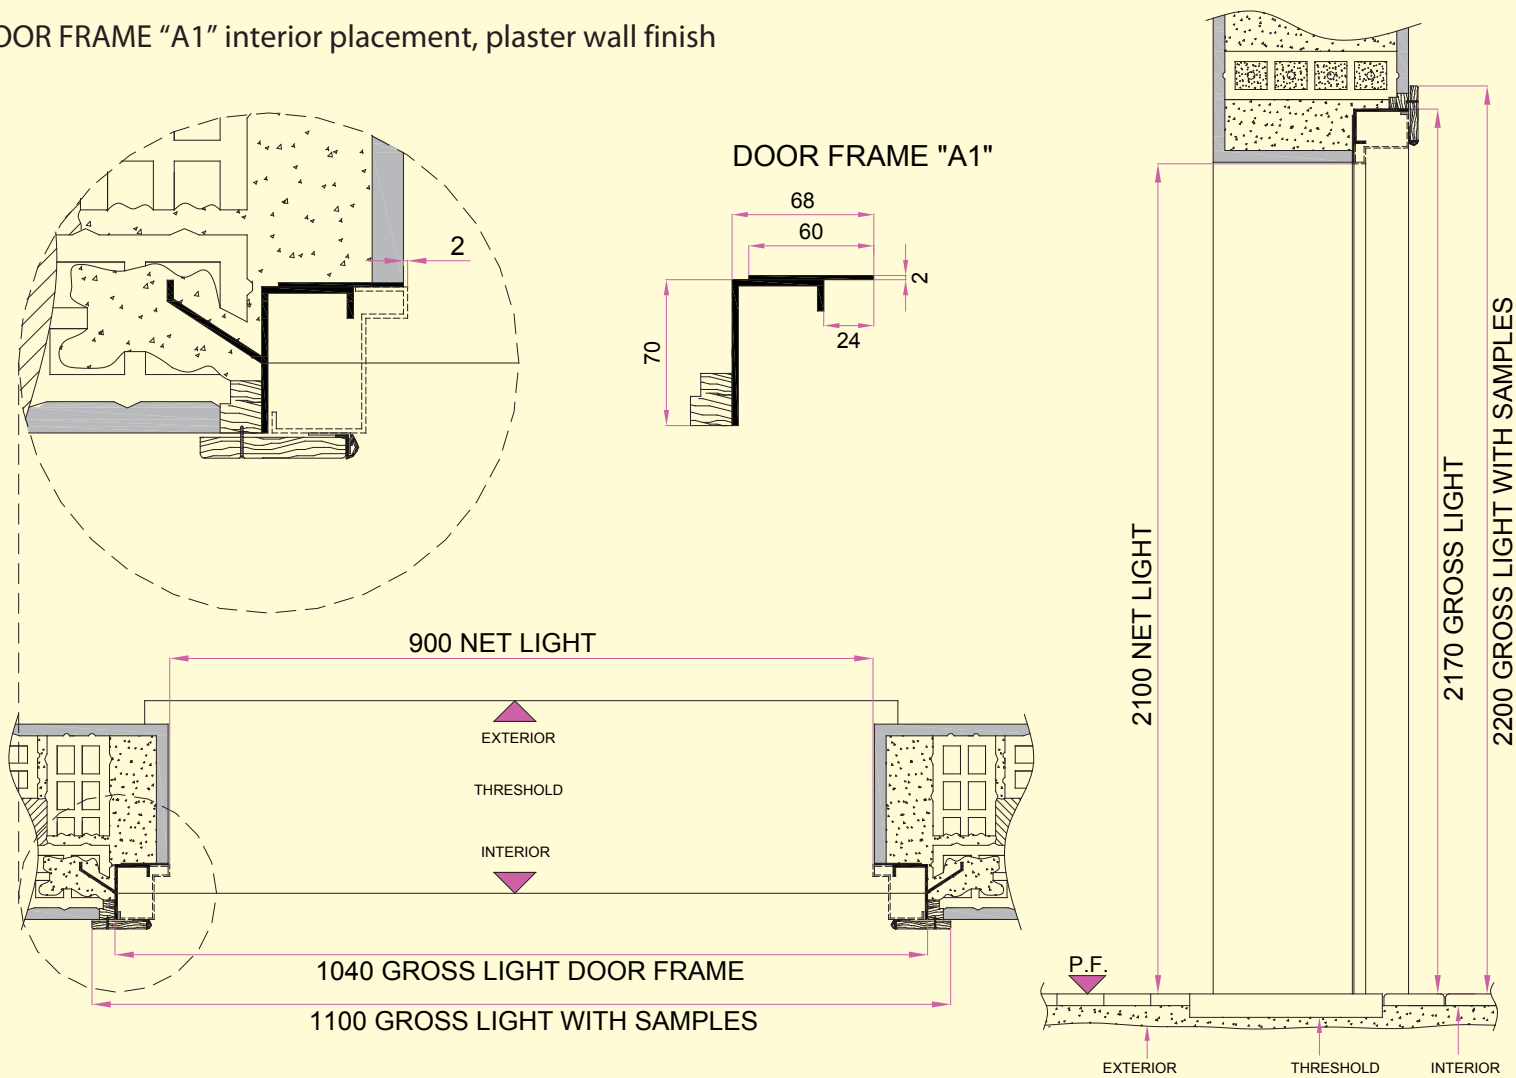 OOR FRAME “A1” interior placement, plaster wall finish
DOOR FRAME "A1"
68
60
2
24
70
2
900 NET LIGHT
EXTERIOR
THRESHOLD
INTERIOR
1040 GROSS LIGHT DOOR FRAME
1100 GROSS LIGHT WITH SAMPLES
2100 NET LIGHT
2170 GROSS LIGHT
2200 GROSS LIGHT WITH SAMPLES
P.F.
EXTERIOR
THRESHOLD
INTERIOR